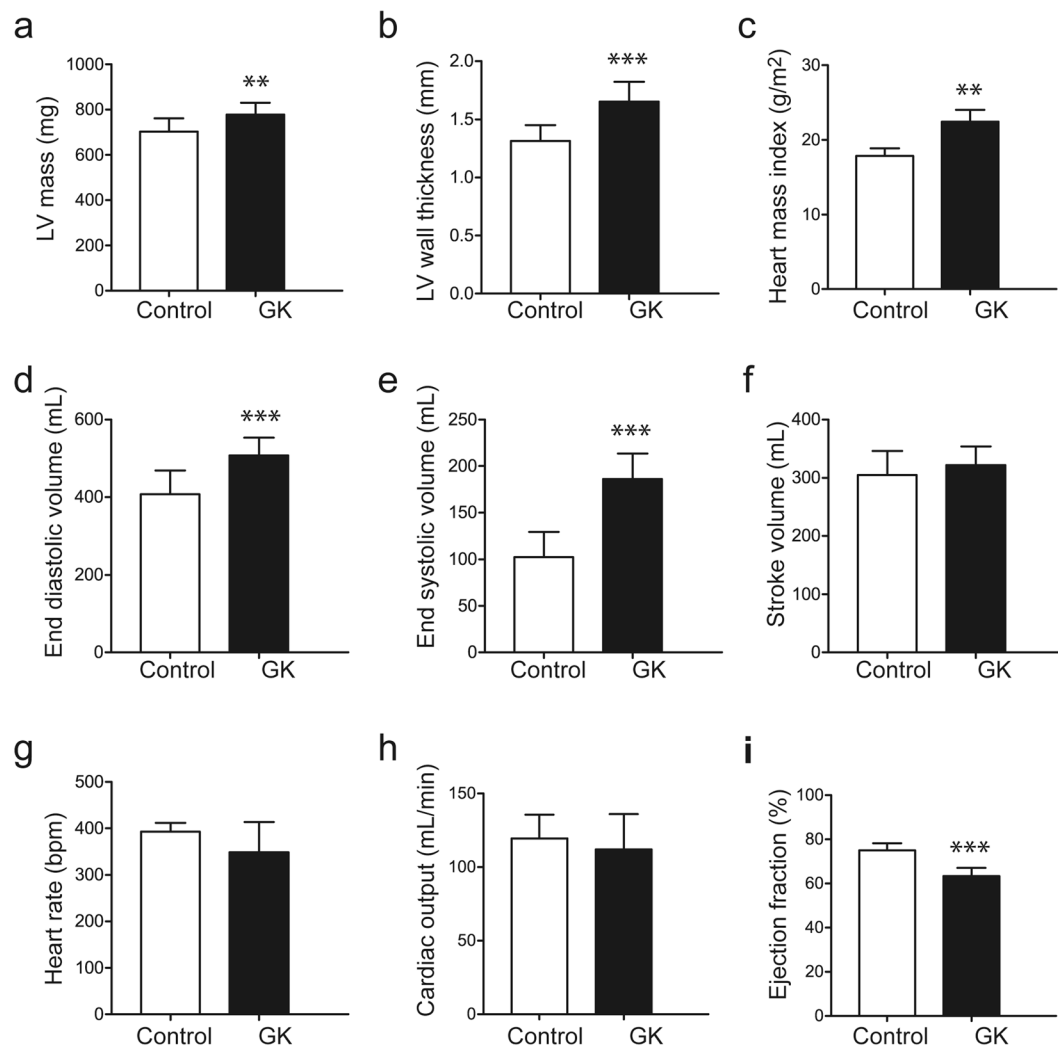 a
LV mass (mg)
1000
800
600
400
200
0
**
Control
GK
b
LV wall thickness (mm)
2.0
1.5
1.0
0.5
0.0
***
Control
GK
c
Heart mass index (g/m²)
30
20
10
0
**
Control
GK
d
End diastolic volume (mL)
600
400
200
0
***
Control
GK
e
End systolic volume (mL)
250
200
150
100
50
0
***
Control
GK
f
Stroke volume (mL)
400
300
200
100
0
Control
GK
g
Heart rate (bpm)
500
400
300
200
100
0
Control
GK
h
Cardiac output (mL/min)
150
100
50
0
Control
GK
i
Ejection fraction (%)
100
80
60
40
20
0
***
Control
GK